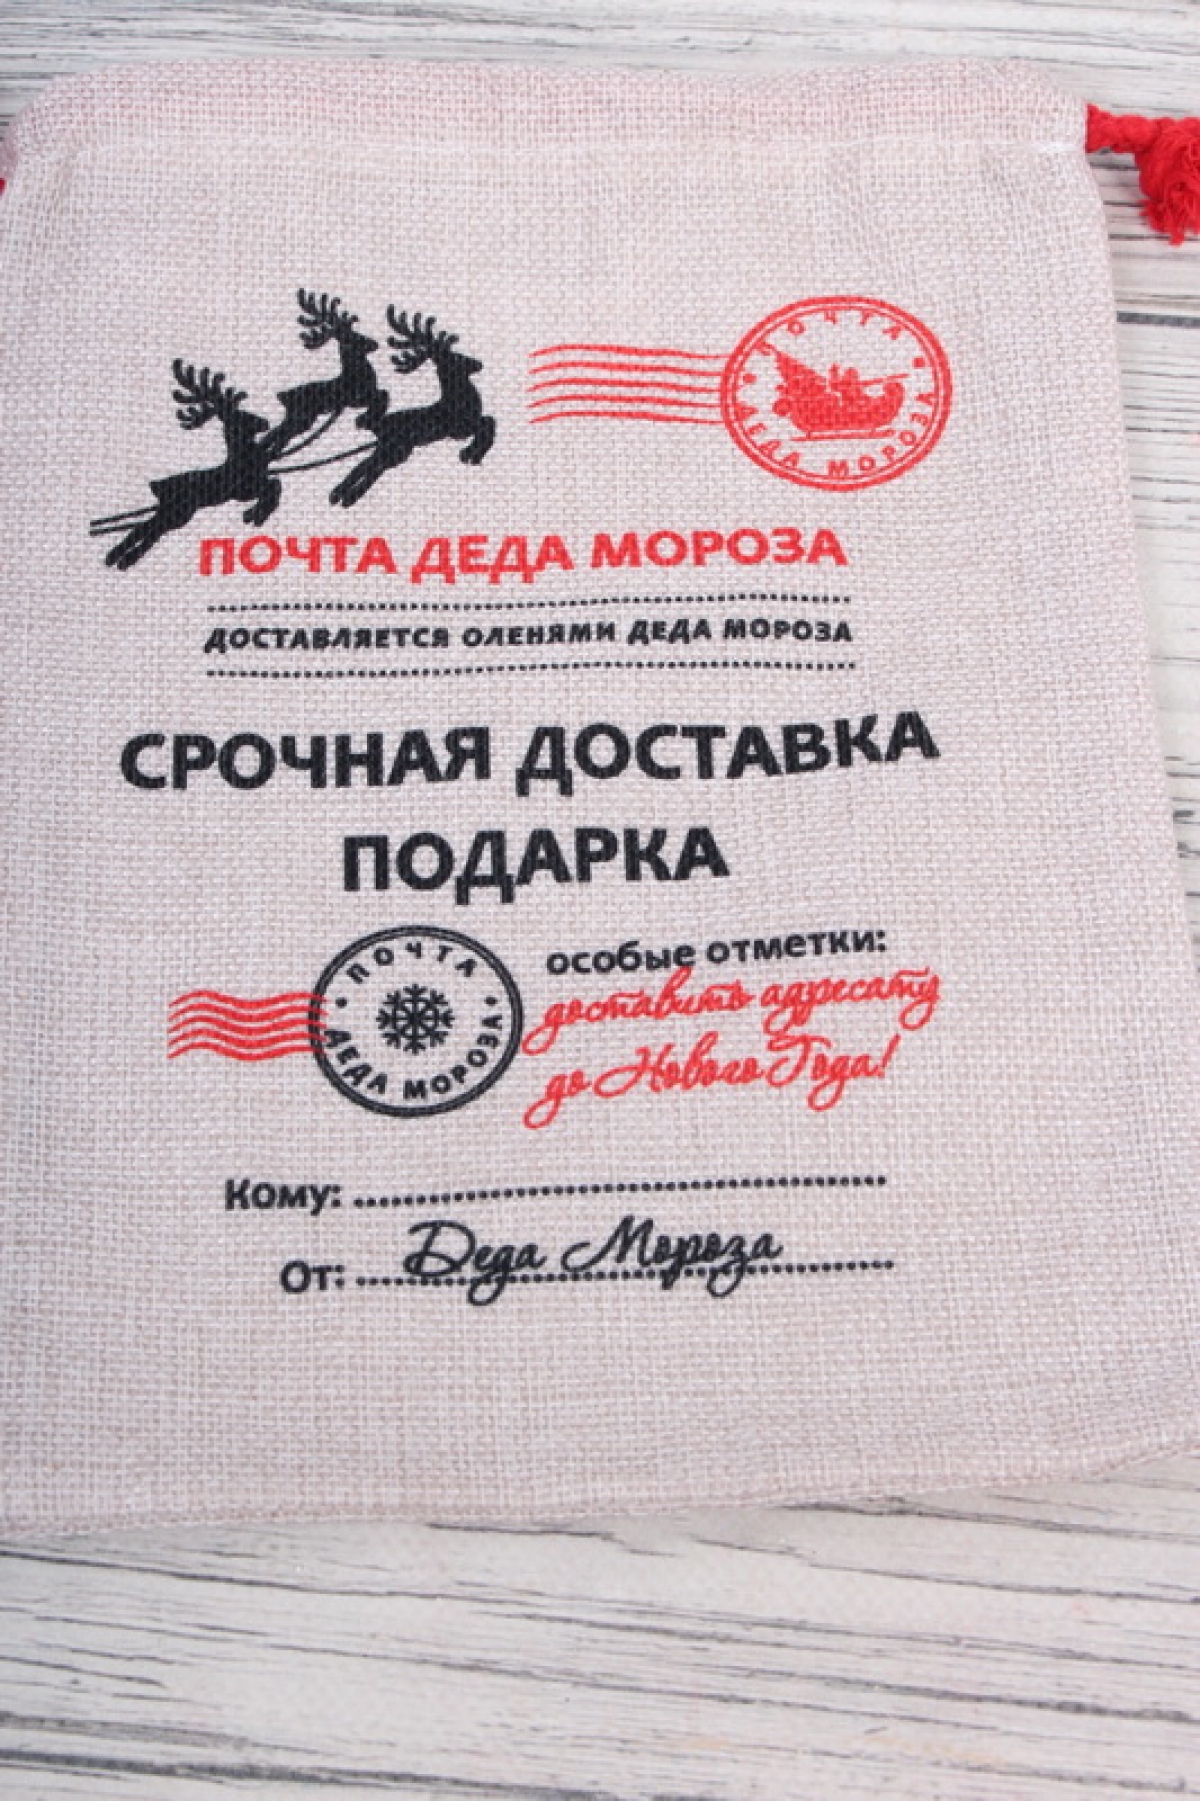 ПОЧТА
ДЕДА МОРОЗА
ПОЧТА ДЕДА МОРОЗА
ДОСТАВЛЯЕТСЯ ОЛЕНЯМИ ДЕДА МОРОЗА
СРОЧНАЯ ДОСТАВКА
ПОДАРКА
ПОЧТА
ДЕДА МОРОЗА
особые отметки:
доставить адресату
до Нового Года!
Кому:
От: Деда Мороза